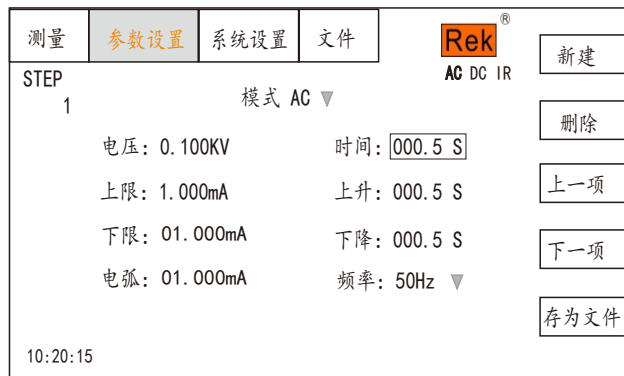 测量 参数设置 系统设置 文件 Rek ®
AC DC IR
新建
STEP
1
模式 AC ▼
删除
电压: 0.100KV 时间: 000.5 S
上限: 1.000mA 上升: 000.5 S
上一项
下限: 01.000mA 下降: 000.5 S
下一项
电弧: 01.000mA 频率: 50Hz ▼
存为文件
10:20:15